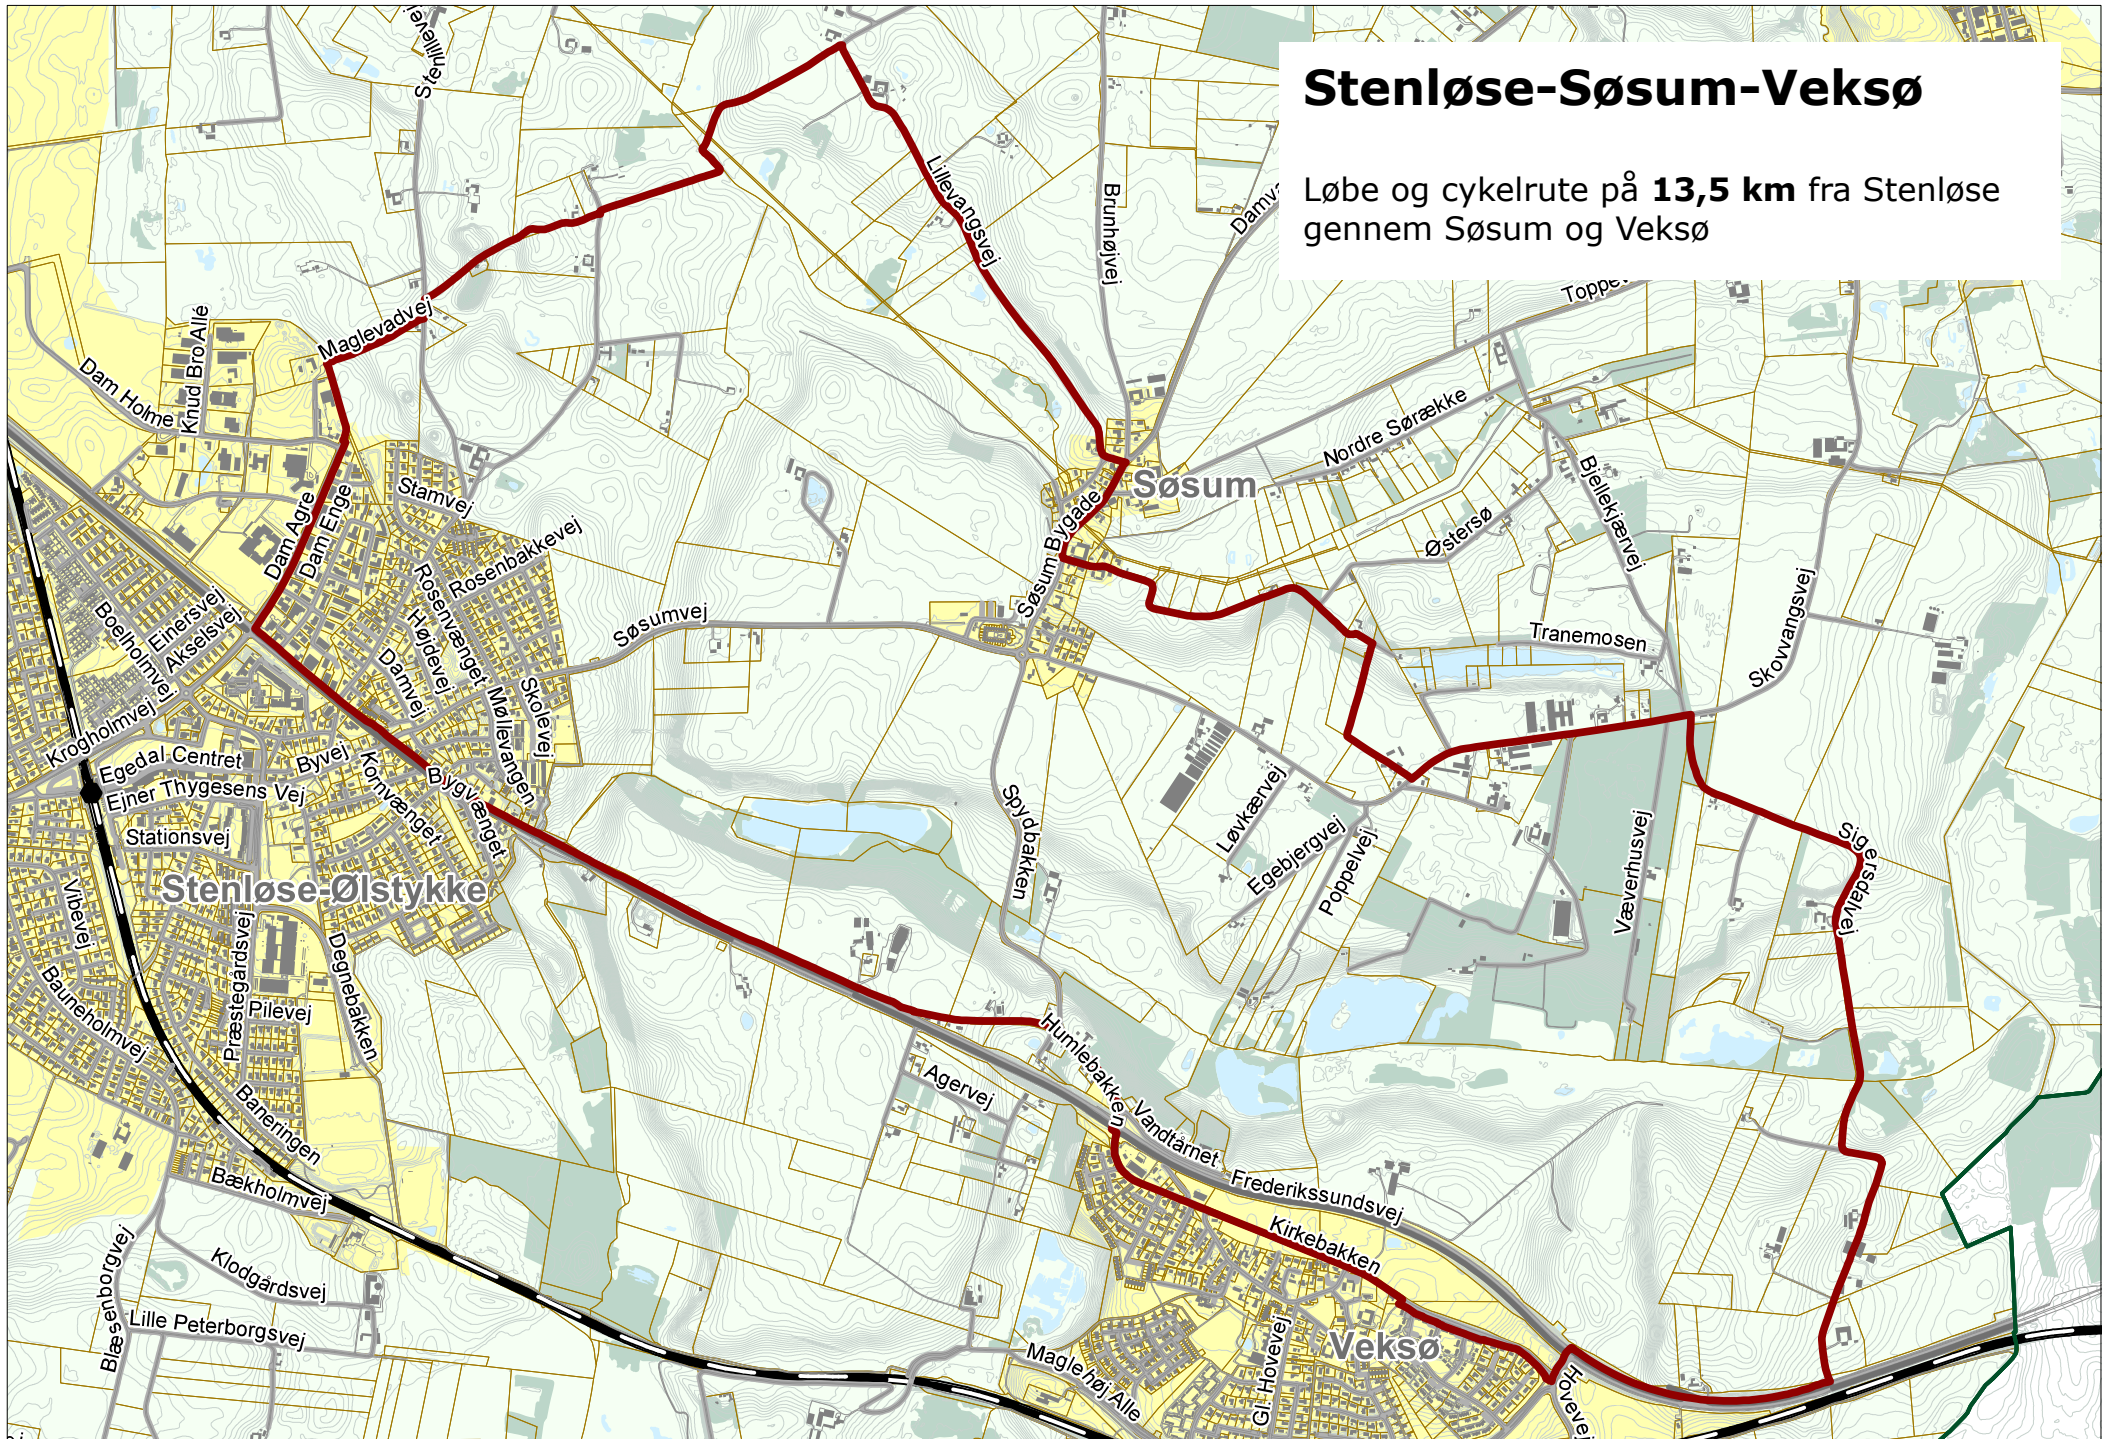 Stenløse-Søsum-Veksø
Løbe og cykelrute på 13,5 km fra Stenløse
gennem Søsum og Veksø
Stenlillevej
Lillevangsvej
Brunhøjvej
Maglevadvej
Knud Bro Allé
Dam Holme
Nordre Sørække
Søsum
Stamvej
Dam Agre
Dam Enge
Rosenbakkevej
Søsum Bygade
Østersø
Bjellekjærvej
Rosenvænget
Højdevej
Damvej
Einersvej
Akselsvej
Boelholmvej
Søsumvej
Tranemosen
Skovvangsvej
Skolevej
Møllevangen
Krogholmvej
Egedal Centret
Ejner Thygesens Vej
Byvej
Kornvænget
Bygvænget
Stationsvej
Spydbakken
Løvkærvej
Egebjergvej
Poppelvej
Væverhusvej
Sigersdalvej
Stenløse-Ølstykke
Vibevej
Præstegårdsvej
Degnebakken
Pilevej
Bauneholmvej
Baneringen
Humlebakken
Agervej
Vandtårnet
Frederikssundsvej
Kirkebakken
Bækholmvej
Blæsenborgvej
Klodgårdsvej
Lille Peterborgsvej
Veksø
Maglehøj Alle
Gl Hovevej
Hovevej